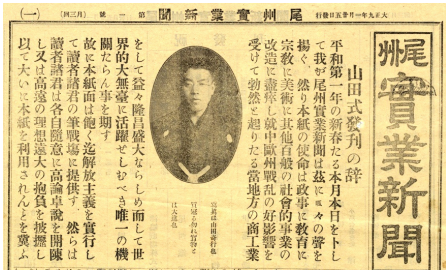 (一)
尾州實業新聞
第一號
(月三回)
大正九年一月廿五日發行
尾州實業新聞
山田式發刊の辞
平和第一年の新春たる本月本日をトし
て我が尾州實業新聞は茲に呱々の聲を
揚ぐ、然り本紙の使命は政事に教育に
宗教に美術に其他百般の社會的事業の
改造に盡瘁し就中歐州戰乱の好影響を
受けて勃然と起りたる當地方の商工業
をして益々隆昌盛大ならしめ而して世
界的大舞臺に活躍せしむべき唯一の機
關たらん事を期す
故に本紙面は飽く迄解放主義を實行し
て讀者諸君の筆戰場に提供す、然らば
讀者諸君は各自隨意に高論卓說を開陳
し又は高遠の理想遠大の抱負を披攊し
以て大いに本紙を利用されんとを冀ふ
寫眞は山田